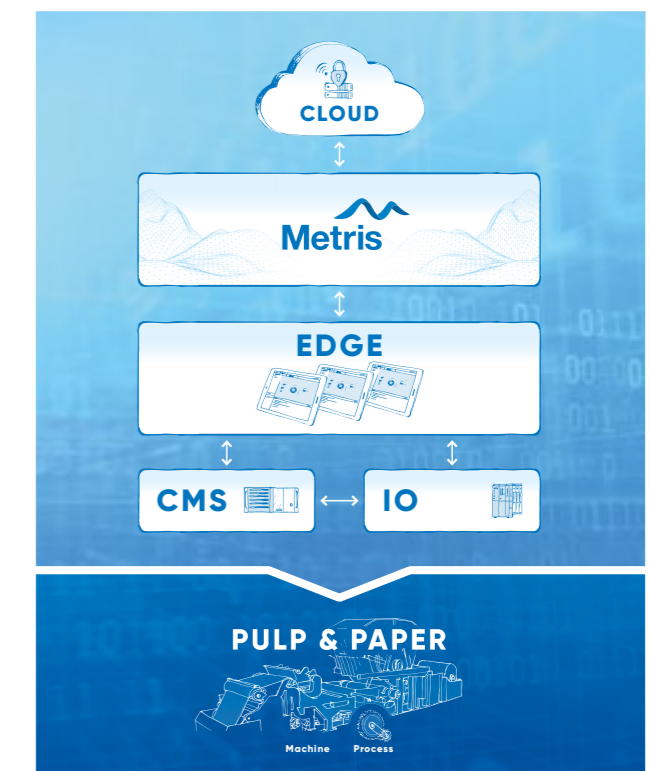 CLOUD
Metris
EDGE
CMS
IO
PULP & PAPER
Machine Process